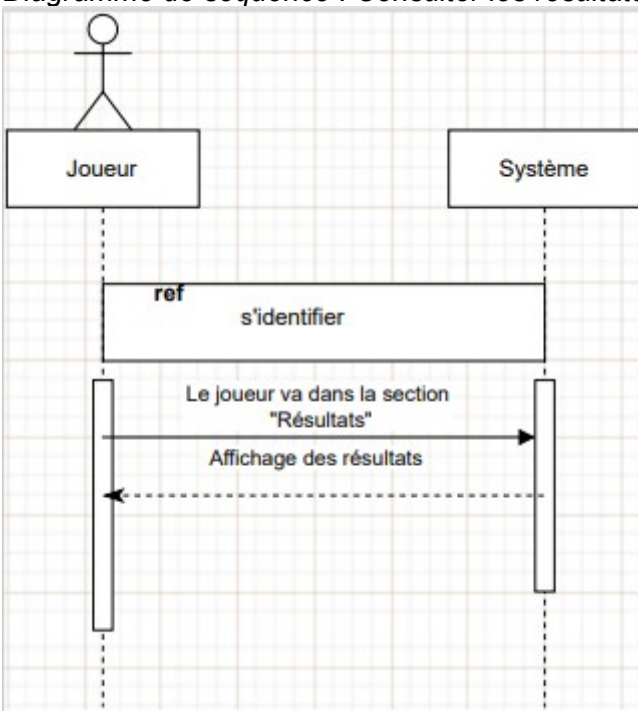 Diagramme de séquence : Consulter les résultats
Joueur
Système
ref
s'identifier
Le joueur va dans la section
"Résultats"
Affichage des résultats